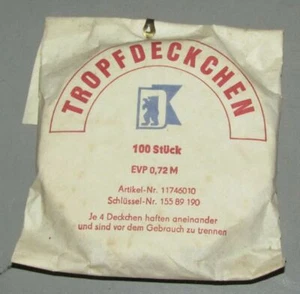 TROPFDECKCHEN
100 Stück
EVP 0,72 M
Artikel-Nr. 11746010
Schlüssel-Nr. 155 89 190
Je 4 Deckchen haften aneinander
und sind vor dem Gebrauch zu trennen